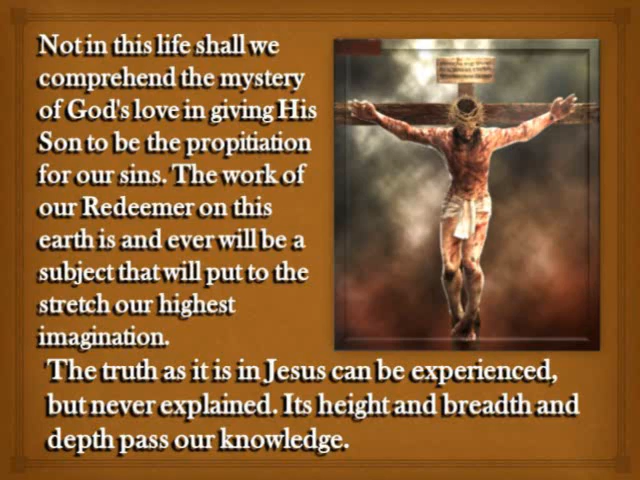 Not in this life shall we
comprehend the mystery
of God's love in giving His
Son to be the propitiation
for our sins. The work of
our Redeemer on this
earth is and ever will be a
subject that will put to the
stretch our highest
imagination.
The truth as it is in Jesus can be experienced,
but never explained. Its height and breadth and
depth pass our knowledge.